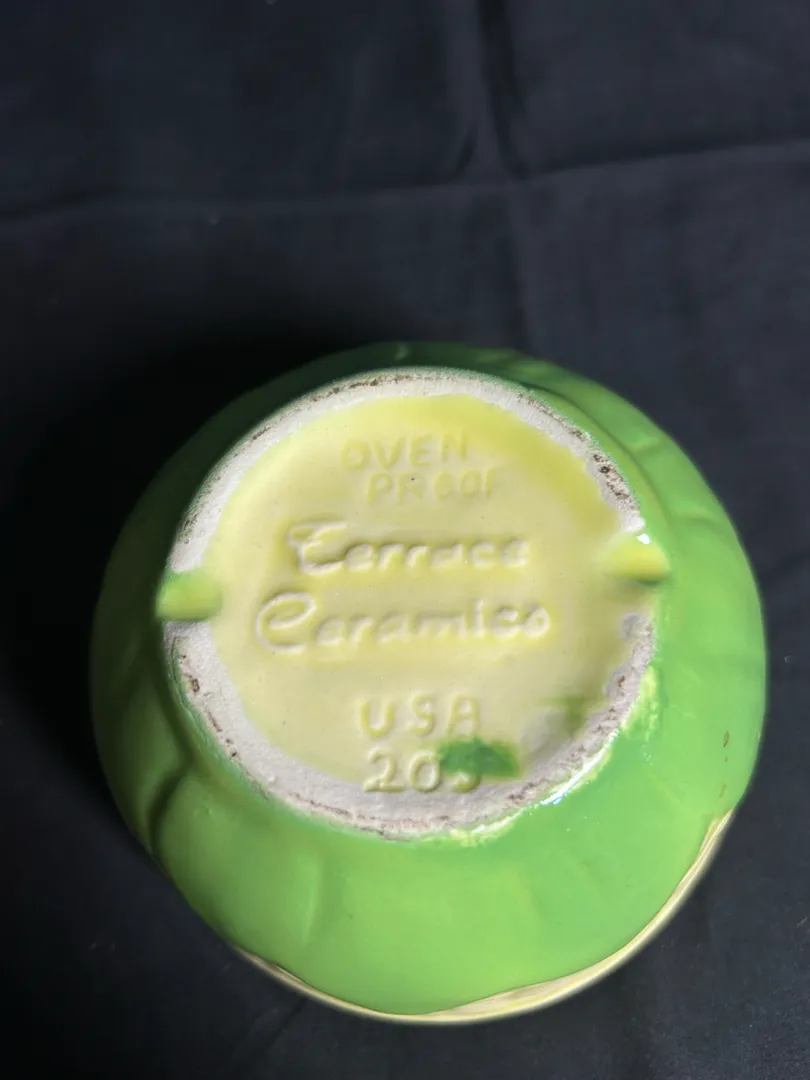 OVEN
PROOF
Terrace
Ceramics
USA